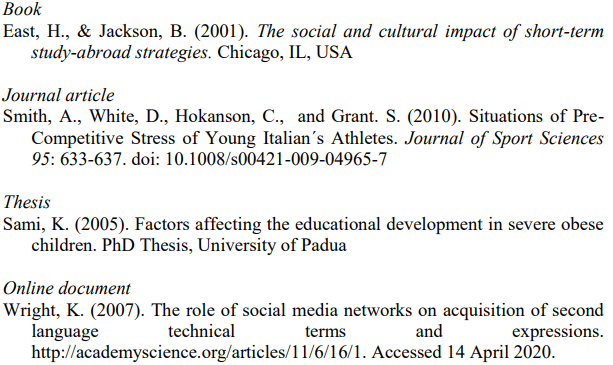 Book
East, H., & Jackson, B. (2001). The social and cultural impact of short-term
study-abroad strategies. Chicago, IL, USA
Journal article
Smith, A., White, D., Hokanson, C., and Grant. S. (2010). Situations of Pre-
Competitive Stress of Young Italian´s Athletes. Journal of Sport Sciences
95: 633-637. doi: 10.1008/s00421-009-04965-7
Thesis
Sami, K. (2005). Factors affecting the educational development in severe obese
children. PhD Thesis, University of Padua
Online document
Wright, K. (2007). The role of social media networks on acquisition of second
language technical terms and expressions.
http://academyscience.org/articles/11/6/16/1. Accessed 14 April 2020.